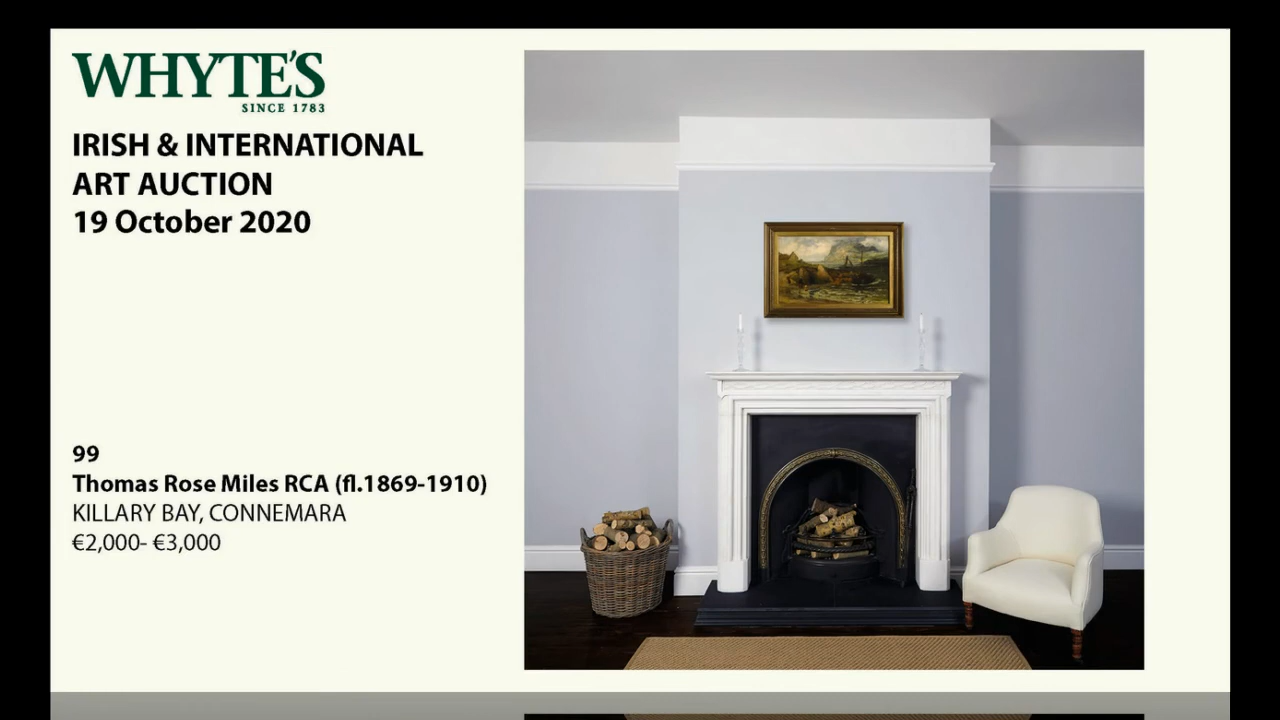 WHYTE'S
SINCE 1783
IRISH & INTERNATIONAL
ART AUCTION
19 October 2020
99
Thomas Rose Miles RCA (fl.1869-1910)
KILLARY BAY, CONNEMARA
€2,000- €3,000